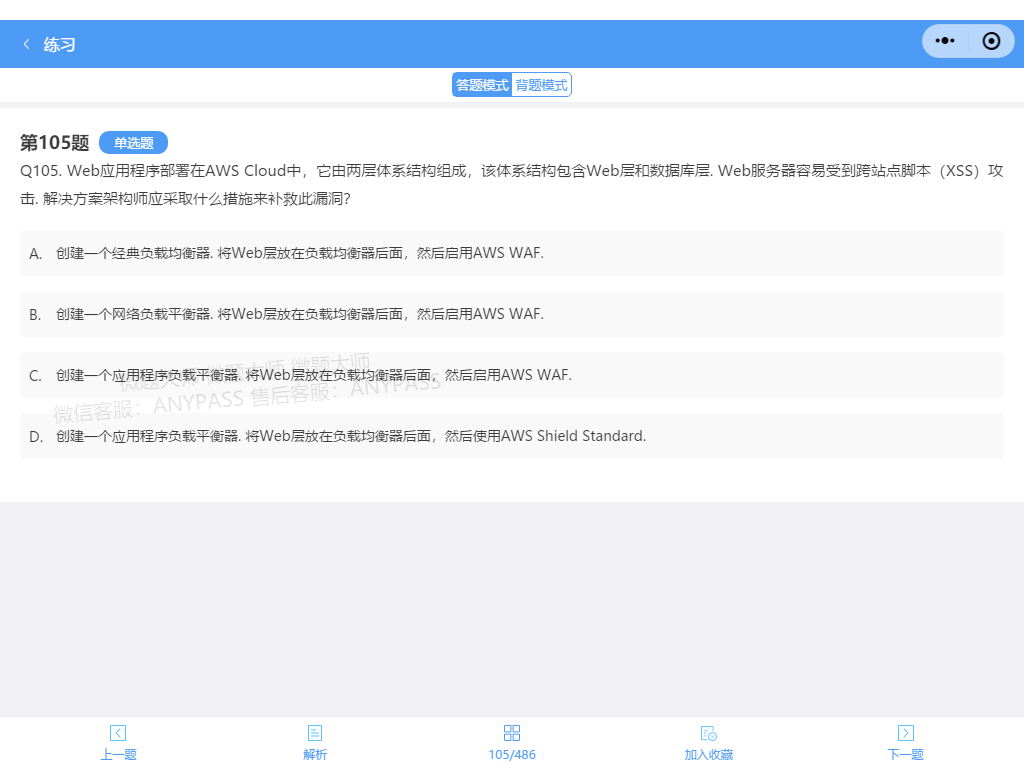 练习
答题模式 背题模式
第105题 单选题
Q105. Web应用程序部署在AWS Cloud中，它由两层体系结构组成，该体系结构包含Web层和数据库层. Web服务器容易受到跨站点脚本（XSS）攻
击. 解决方案架构师应采取什么措施来补救此漏洞？
A. 创建一个经典负载均衡器. 将Web层放在负载均衡器后面，然后启用AWS WAF.
B. 创建一个网络负载平衡器. 将Web层放在负载均衡器后面，然后启用AWS WAF.
微题大师 微题大师 微题大师
C. 创建一个应用程序负载平衡器. 将Web层放在负载均衡器后面，然后启用AWS WAF.
微信客服：ANYPASS 售后客服：ANYPASS
D. 创建一个应用程序负载平衡器. 将Web层放在负载均衡器后面，然后使用AWS Shield Standard.
上一题 解析 105/486 加入收藏 下一题